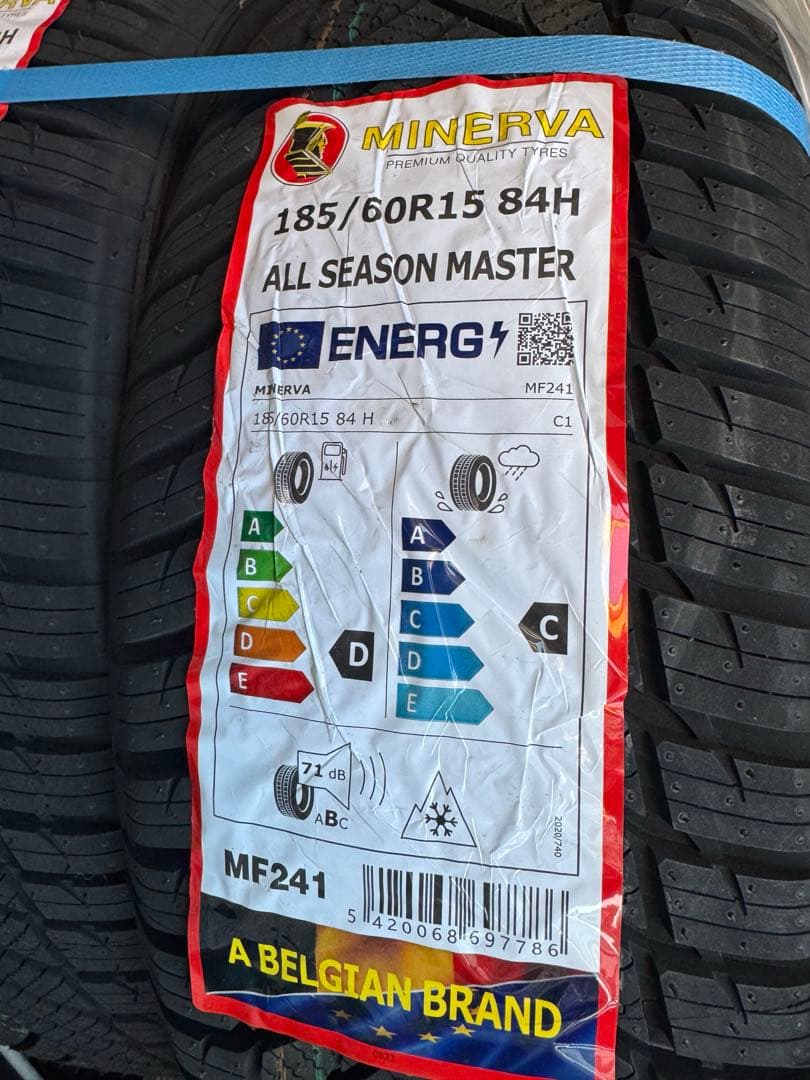 MINERVA
PREMIUM QUALITY TYRES
185/60R15 84H
ALL SEASON MASTER
ENERG
MINERVA MF241
185/60R15 84 H C1
A A
B B
C C C
D D D
E E
71 dB
ABC
2020/740
MF241
5 420068 697786
A BELGIAN BRAND
0823